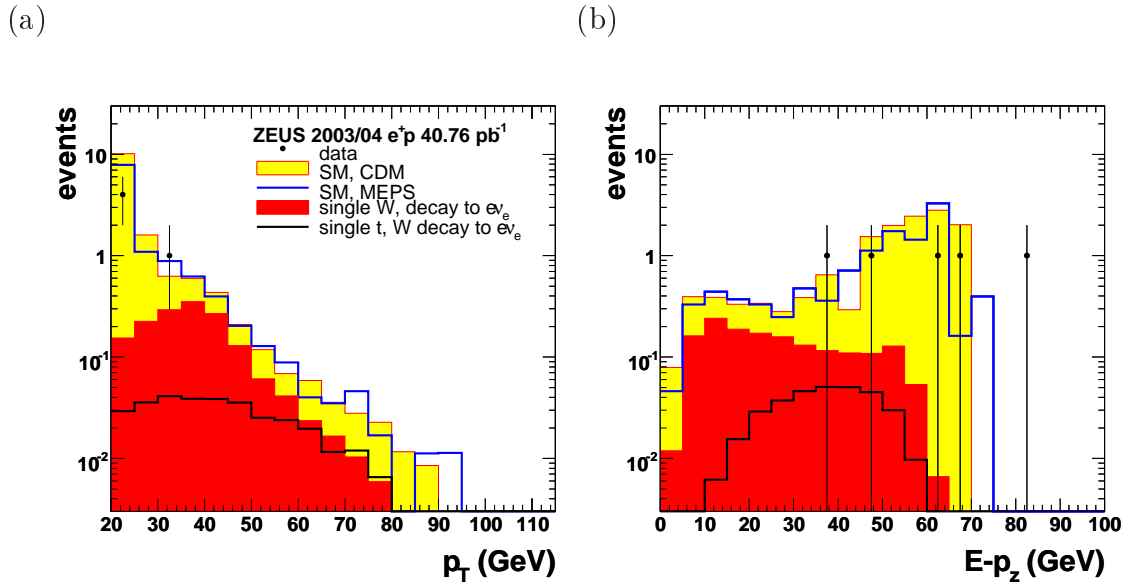 (a)
(b)
events
ZEUS 2003/04 e⁺p 40.76 pb⁻¹
data
SM, CDM
SM, MEPS
single W, decay to eνₑ
single t, W decay to eνₑ
10
1
10⁻¹
10⁻²
20 30 40 50 60 70 80 90 100 110
p_T (GeV)
events
10
1
10⁻¹
10⁻²
0 10 20 30 40 50 60 70 80 90 100
E-p_z (GeV)